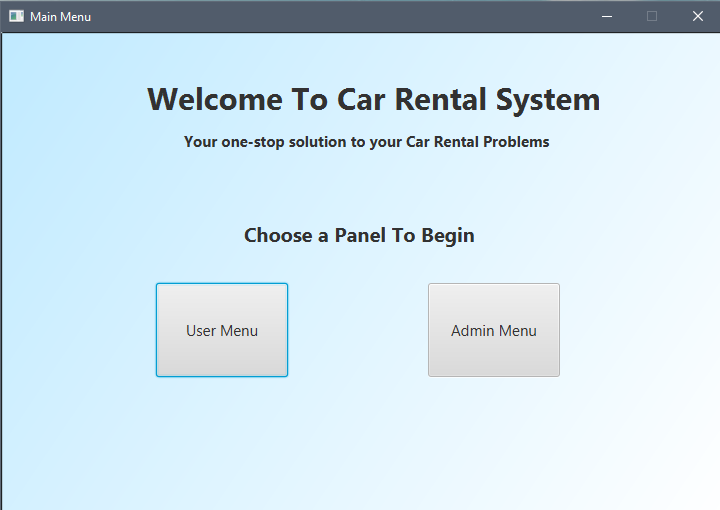 Main Menu
Welcome To Car Rental System
Your one-stop solution to your Car Rental Problems
Choose a Panel To Begin
User Menu
Admin Menu